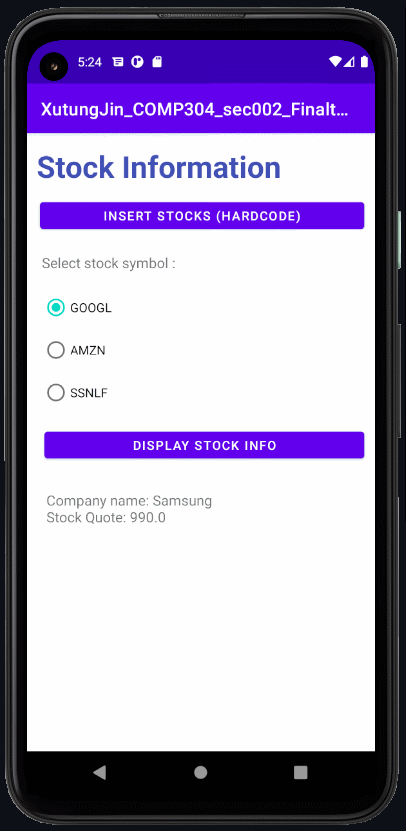 5:24
XutungJin_COMP304_sec002_Finalt...
Stock Information
INSERT STOCKS (HARDCODE)
Select stock symbol :
GOOGL
AMZN
SSNLF
DISPLAY STOCK INFO
Company name: Samsung
Stock Quote: 990.0